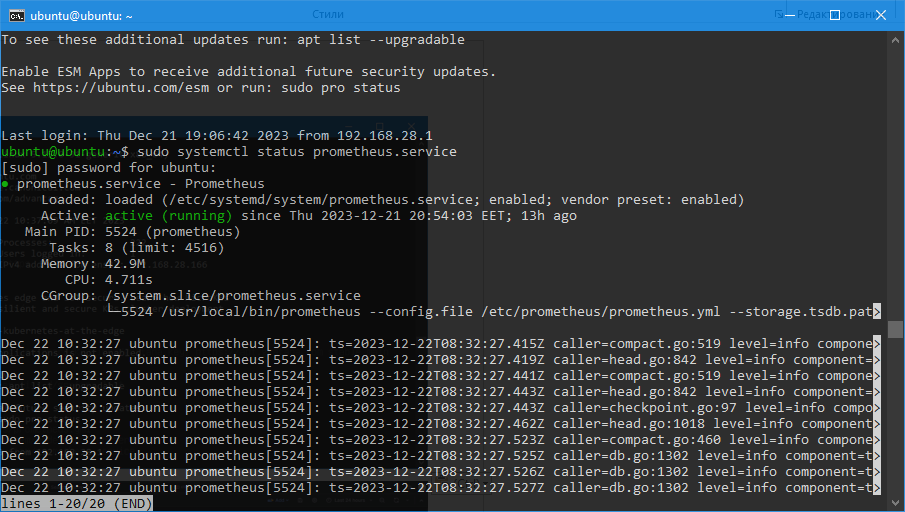 ubuntu@ubuntu: ~
Стили
Редактирование
To see these additional updates run: apt list --upgradable
Enable ESM Apps to receive additional future security updates.
See https://ubuntu.com/esm or run: sudo pro status
Last login: Thu Dec 21 19:06:42 2023 from 192.168.28.1
ubuntu@ubuntu:~$ sudo systemctl status prometheus.service
[sudo] password for ubuntu:
● prometheus.service - Prometheus
Loaded: loaded (/etc/systemd/system/prometheus.service; enabled; vendor preset: enabled)
Active: active (running) since Thu 2023-12-21 20:54:03 EET; 13h ago
Main PID: 5524 (prometheus)
Tasks: 8 (limit: 4516)
Memory: 42.9M
CPU: 4.711s
CGroup: /system.slice/prometheus.service
└─5524 /usr/local/bin/prometheus --config.file /etc/prometheus/prometheus.yml --storage.tsdb.pat>
Dec 22 10:32:27 ubuntu prometheus[5524]: ts=2023-12-22T08:32:27.415Z caller=compact.go:519 level=info compone>
Dec 22 10:32:27 ubuntu prometheus[5524]: ts=2023-12-22T08:32:27.419Z caller=head.go:842 level=info component=>
Dec 22 10:32:27 ubuntu prometheus[5524]: ts=2023-12-22T08:32:27.441Z caller=compact.go:519 level=info compone>
Dec 22 10:32:27 ubuntu prometheus[5524]: ts=2023-12-22T08:32:27.443Z caller=head.go:842 level=info component=>
Dec 22 10:32:27 ubuntu prometheus[5524]: ts=2023-12-22T08:32:27.443Z caller=checkpoint.go:97 level=info compo>
Dec 22 10:32:27 ubuntu prometheus[5524]: ts=2023-12-22T08:32:27.462Z caller=head.go:1018 level=info component>
Dec 22 10:32:27 ubuntu prometheus[5524]: ts=2023-12-22T08:32:27.523Z caller=compact.go:460 level=info compone>
Dec 22 10:32:27 ubuntu prometheus[5524]: ts=2023-12-22T08:32:27.525Z caller=db.go:1302 level=info component=t>
Dec 22 10:32:27 ubuntu prometheus[5524]: ts=2023-12-22T08:32:27.526Z caller=db.go:1302 level=info component=t>
Dec 22 10:32:27 ubuntu prometheus[5524]: ts=2023-12-22T08:32:27.527Z caller=db.go:1302 level=info component=t>
lines 1-20/20 (END)